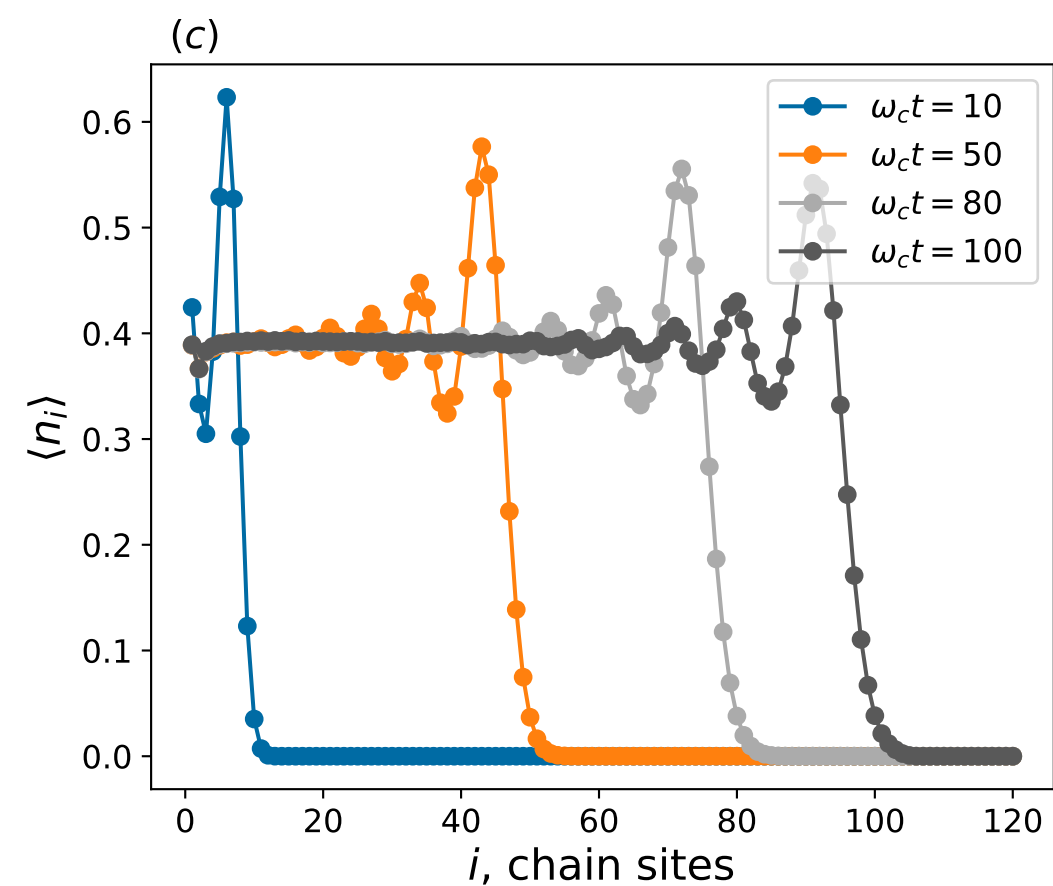 (c)
0.6
0.5
0.4
0.3
0.2
0.1
0.0
⟨nᵢ⟩
ω_c t = 10
ω_c t = 50
ω_c t = 80
ω_c t = 100
0 20 40 60 80 100 120
i, chain sites